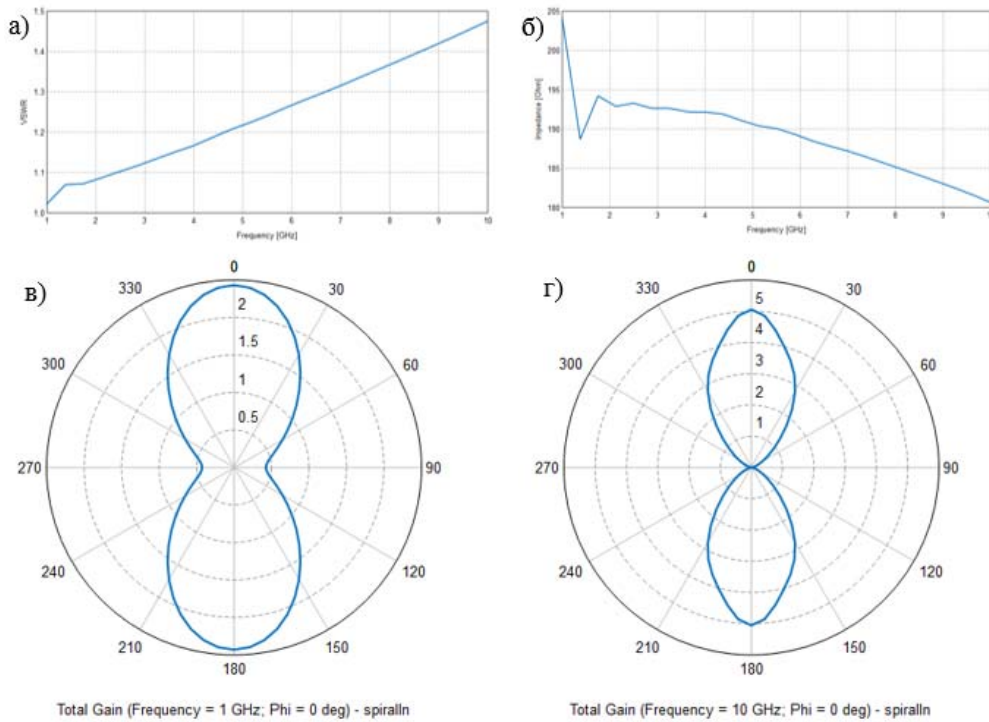 а)
1.5
1.4
1.3
1.2
1.1
1.0
VSWR
1 2 3 4 5 6 7 8 9 10
Frequency [GHz]
б)
205
200
195
190
185
180
Impedance [Ohm]
1 2 3 4 5 6 7 8 9 1
Frequency [GHz]
в)
0
330 30
2
300 1.5 60
1
0.5
270 90
240 120
210 150
180
Total Gain (Frequency = 1 GHz; Phi = 0 deg) - spiralln
г)
0
330 30
5
4
300 3 60
2
1
270 90
240 120
210 150
180
Total Gain (Frequency = 10 GHz; Phi = 0 deg) - spiralln